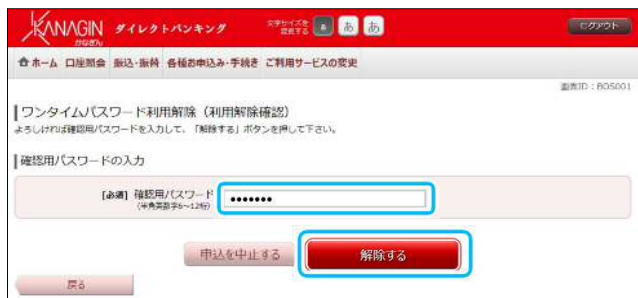 KANAGIN かなぎん ダイレクトバンキング 文字サイズを変更する あ あ あ ログアウト
ホーム 口座照会 振込・振替 各種お申込み・手続き ご利用サービスの変更
画面ID：BOS001
ワンタイムパスワード利用解除（利用解除確認）
よろしければ確認用パスワードを入力して、「解除する」ボタンを押して下さい。
確認用パスワードの入力
[必須] 確認用パスワード
（半角英数字6～12桁）
●●●●●●●
申込を中止する 解除する
戻る